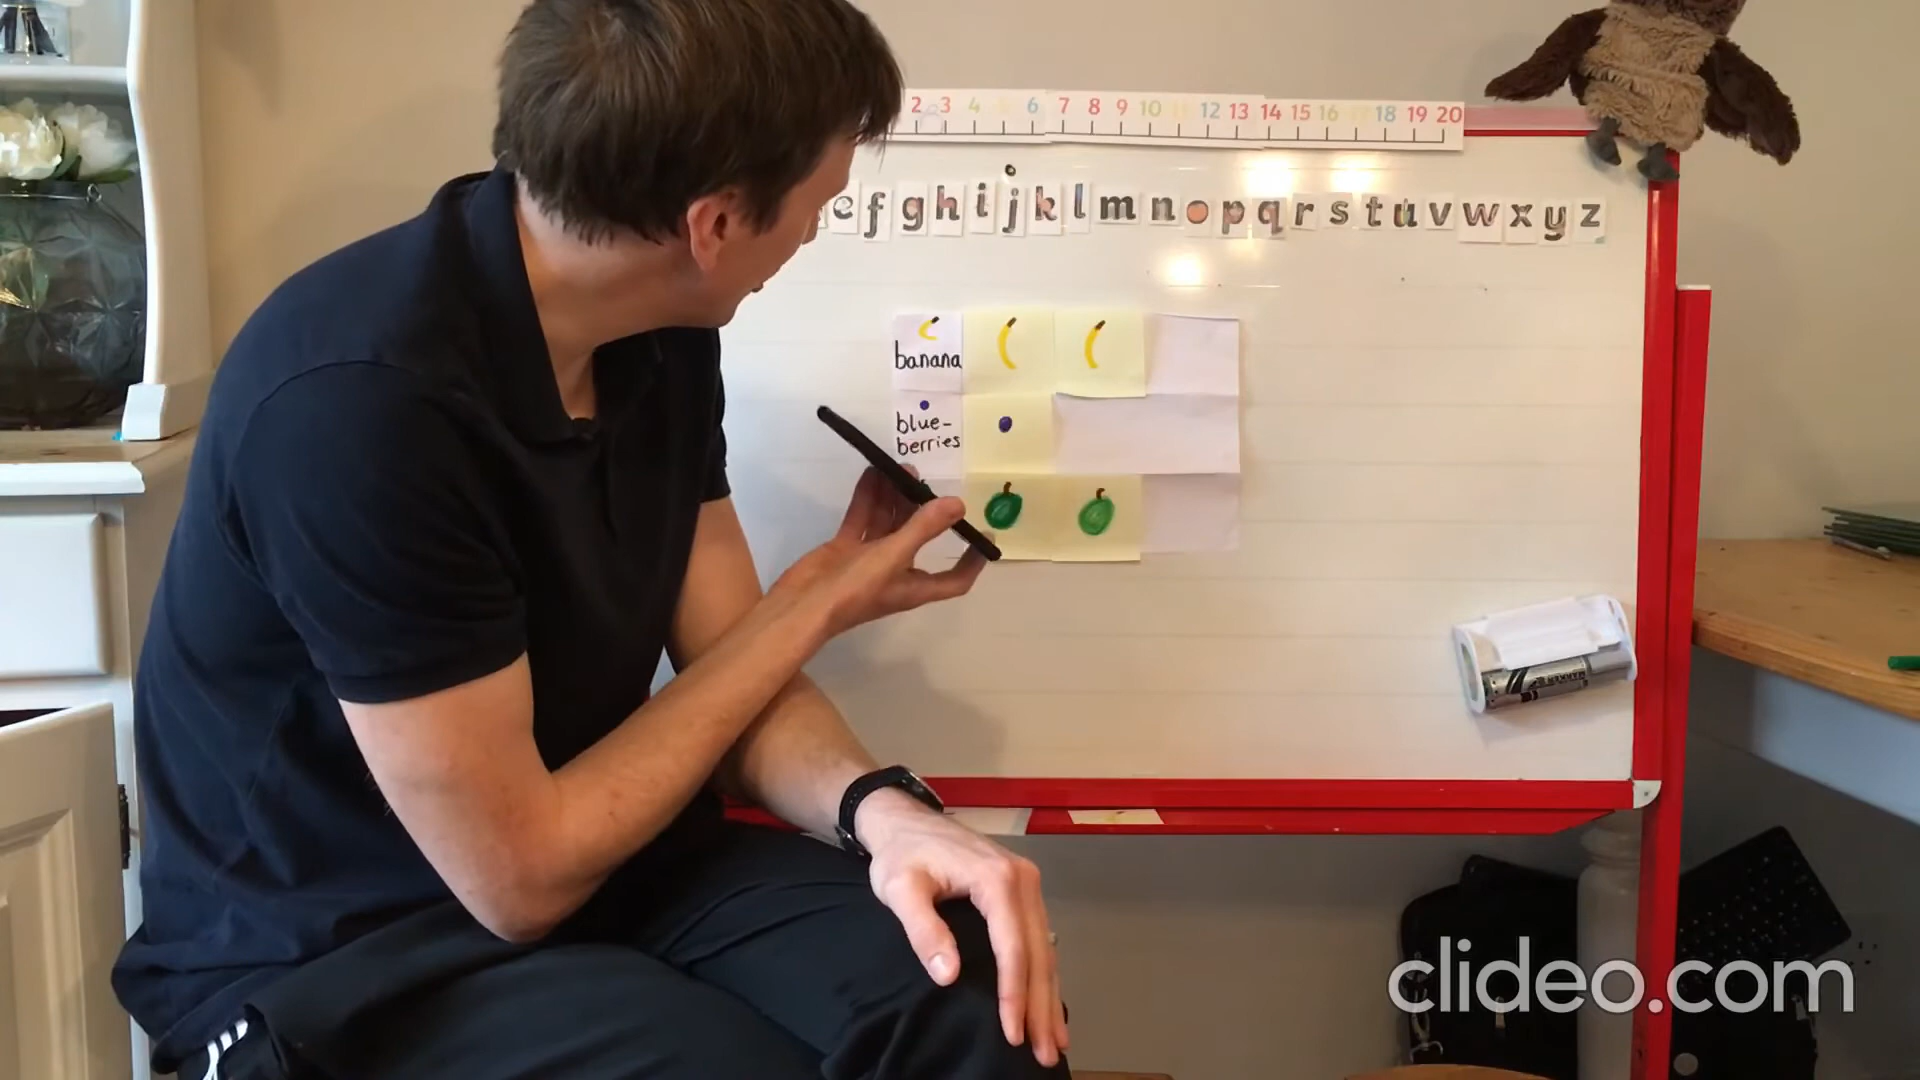 2 3 4 5 6 7 8 9 10 11 12 13 14 15 16 17 18 19 20
e f g h i j k l m n o p q r s t u v w x y z
banana
blue-
berries
clideo.com